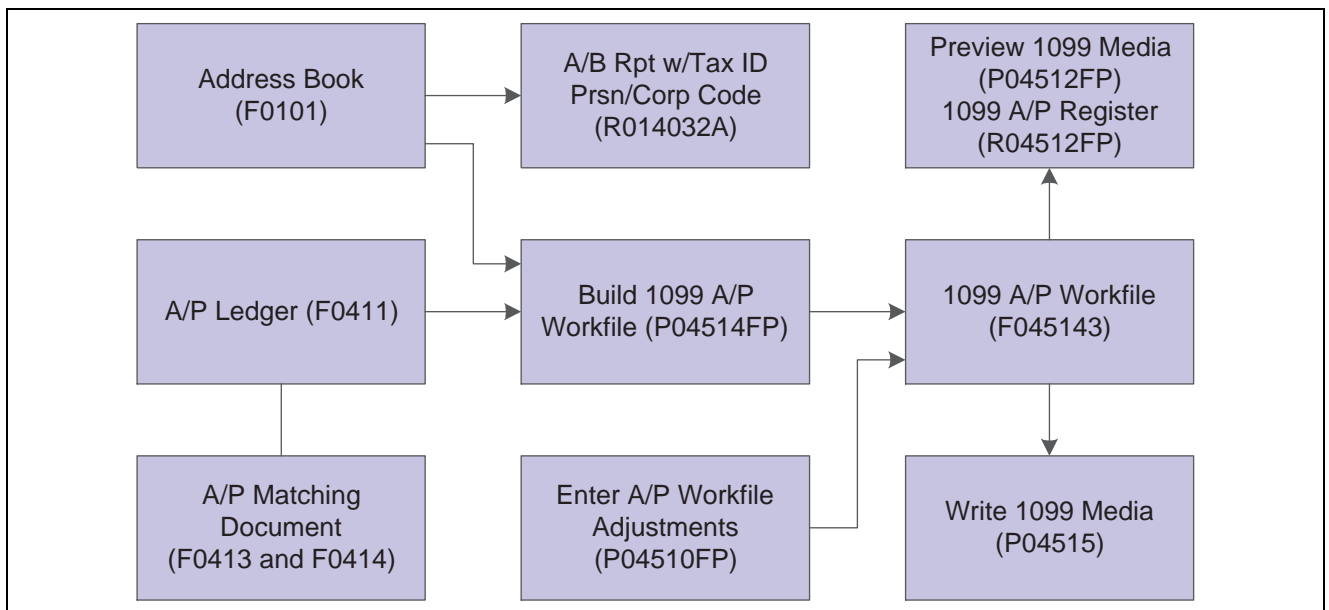 Address Book
(F0101)
A/B Rpt w/Tax ID
Prsn/Corp Code
(R014032A)
Preview 1099 Media
(P04512FP)
1099 A/P Register
(R04512FP)
A/P Ledger (F0411)
Build 1099 A/P
Workfile (P04514FP)
1099 A/P Workfile
(F045143)
A/P Matching
Document
(F0413 and F0414)
Enter A/P Workfile
Adjustments
(P04510FP)
Write 1099 Media
(P04515)